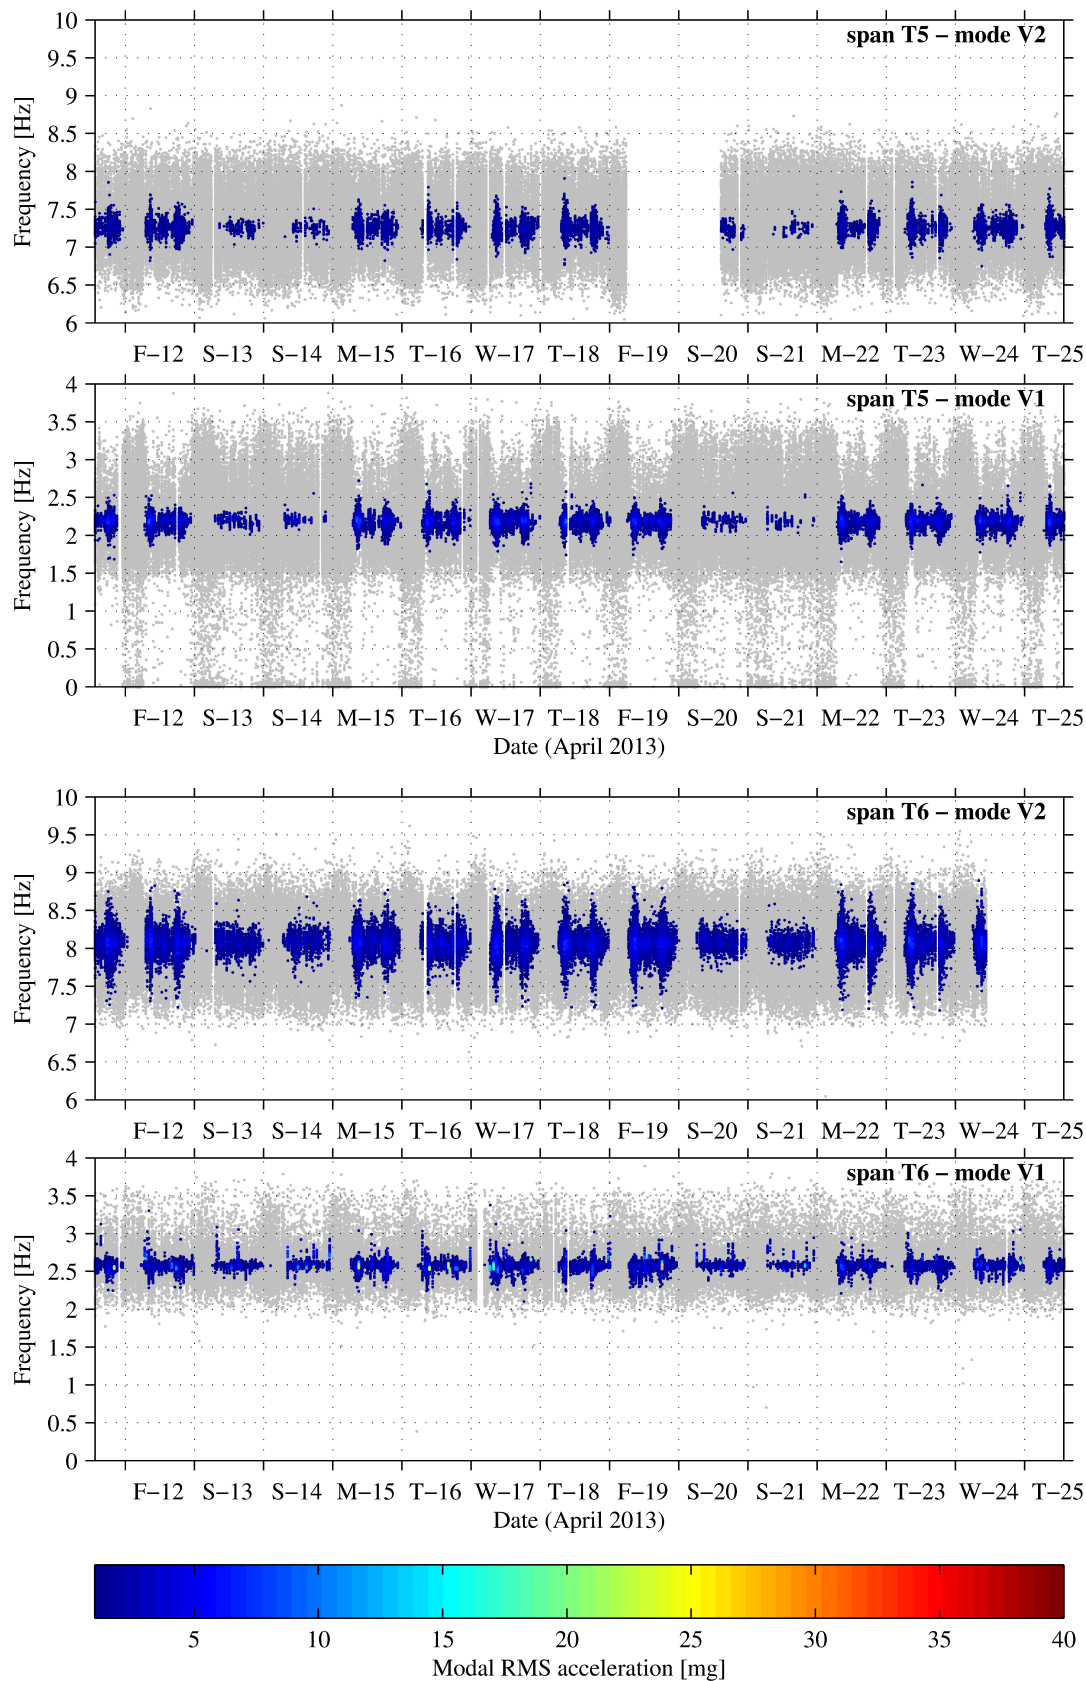 span T5 – mode V2
10
9.5
9
8.5
8
7.5
7
6.5
6
Frequency [Hz]
F–12 S–13 S–14 M–15 T–16 W–17 T–18 F–19 S–20 S–21 M–22 T–23 W–24 T–25
span T5 – mode V1
4
3.5
3
2.5
2
1.5
1
0.5
0
Frequency [Hz]
F–12 S–13 S–14 M–15 T–16 W–17 T–18 F–19 S–20 S–21 M–22 T–23 W–24 T–25
Date (April 2013)
span T6 – mode V2
10
9.5
9
8.5
8
7.5
7
6.5
6
Frequency [Hz]
F–12 S–13 S–14 M–15 T–16 W–17 T–18 F–19 S–20 S–21 M–22 T–23 W–24 T–25
span T6 – mode V1
4
3.5
3
2.5
2
1.5
1
0.5
0
Frequency [Hz]
F–12 S–13 S–14 M–15 T–16 W–17 T–18 F–19 S–20 S–21 M–22 T–23 W–24 T–25
Date (April 2013)
5 10 15 20 25 30 35 40
Modal RMS acceleration [mg]